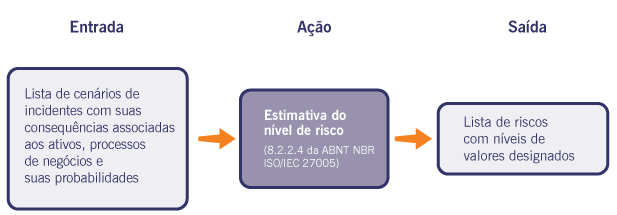 Entrada
Ação
Saída
Lista de cenários de
incidentes com suas
consequências associadas
aos ativos, processos
de negócios e
suas probabilidades
Estimativa do
nível de risco
(8.2.2.4 da ABNT NBR
ISO/IEC 27005)
Lista de riscos
com níveis de
valores designados